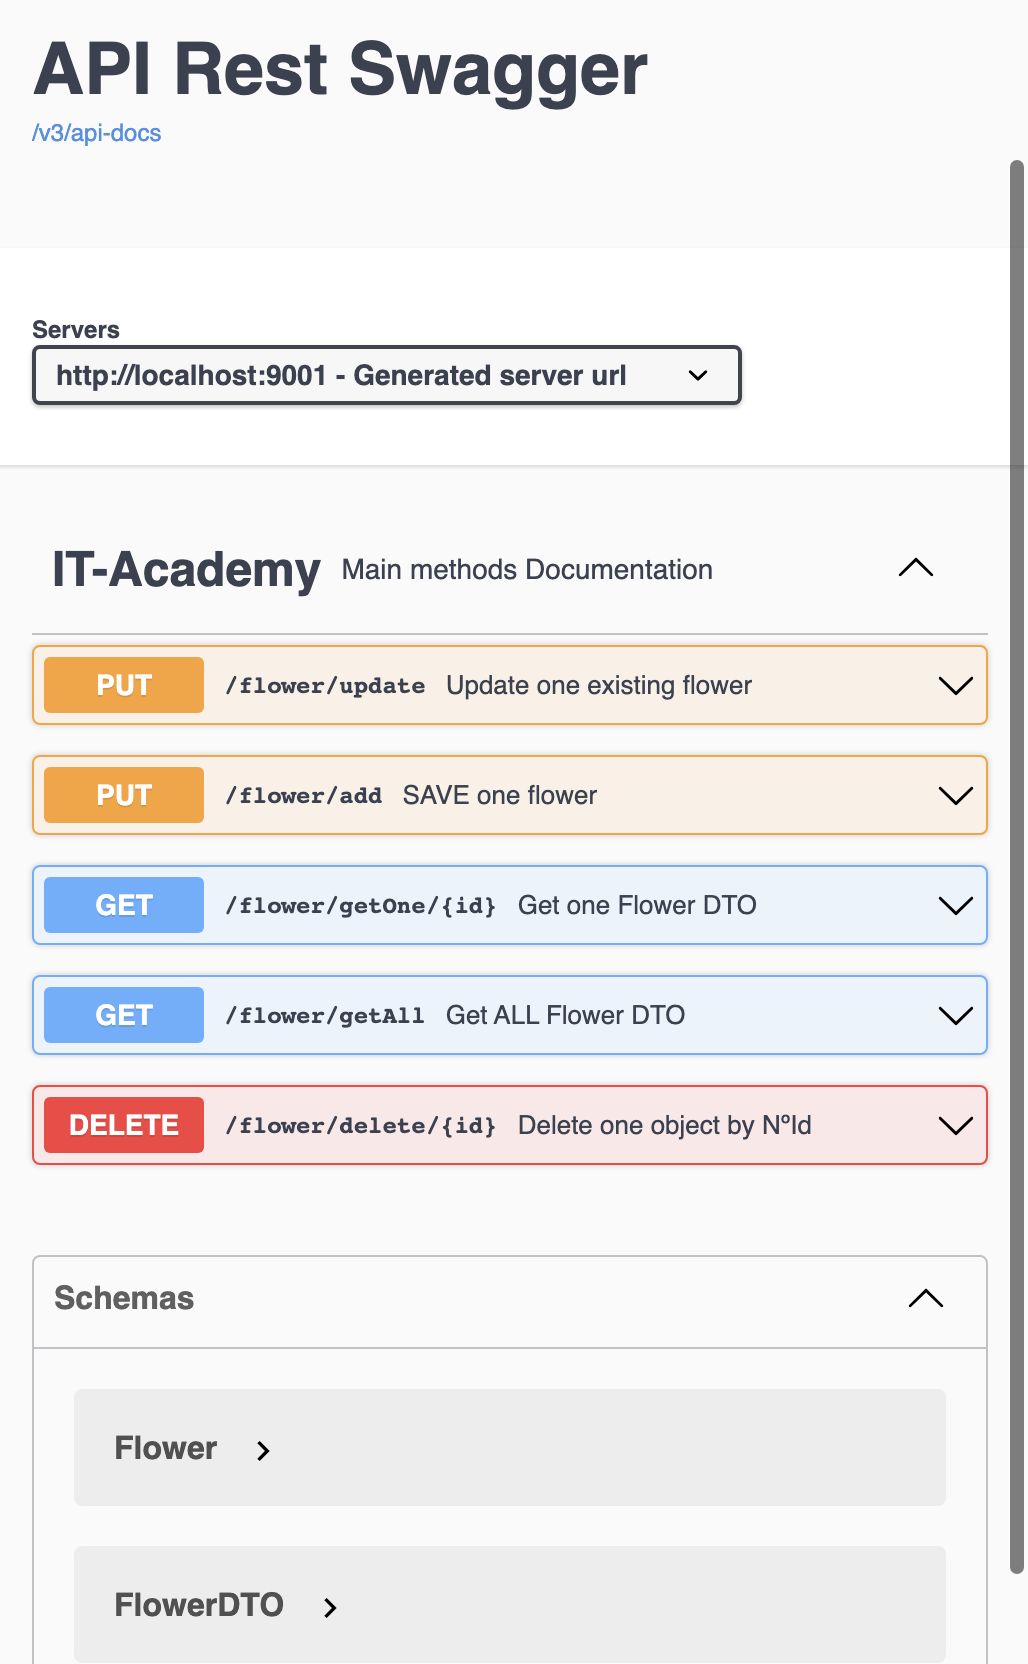 API Rest Swagger
/v3/api-docs
Servers
http://localhost:9001 - Generated server url
IT-Academy Main methods Documentation
PUT /flower/update Update one existing flower
PUT /flower/add SAVE one flower
GET /flower/getOne/{id} Get one Flower DTO
GET /flower/getAll Get ALL Flower DTO
DELETE /flower/delete/{id} Delete one object by NºId
Schemas
Flower
FlowerDTO